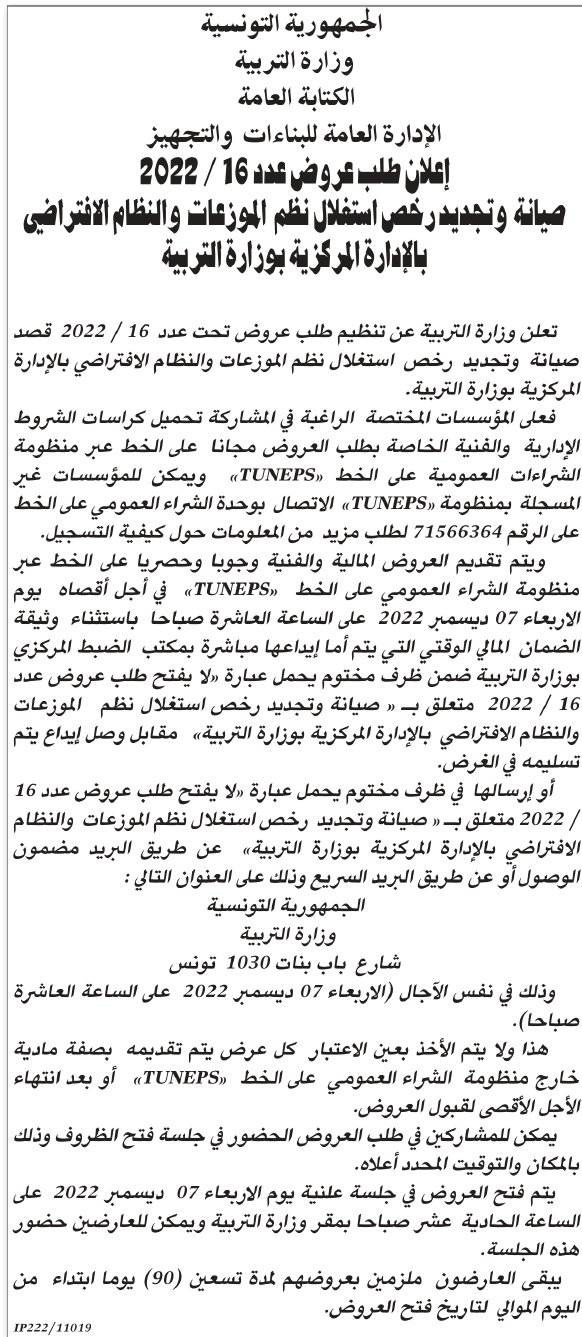 الجمهورية التونسية
وزارة التربية
الكتابة العامة
الإدارة العامة للبناءات والتجهيز
إعلان طلب عروض عدد 16 / 2022
صيانة وتجديد رخص استغلال نظم الموزعات والنظام الافتراضي
بالإدارة المركزية بوزارة التربية
تعلن وزارة التربية عن تنظيم طلب عروض تحت عدد 16 / 2022 قصد
صيانة وتجديد رخص استغلال نظم الموزعات والنظام الافتراضي بالإدارة
المركزية بوزارة التربية.
فعلى المؤسسات المختصة الراغبة في المشاركة تحميل كراسات الشروط
الإدارية والفنية الخاصة بطلب العروض مجانا على الخط عبر منظومة
الشراءات العمومية على الخط «TUNEPS» ويمكن للمؤسسات غير
المسجلة بمنظومة «TUNEPS» الاتصال بوحدة الشراء العمومي على الخط
على الرقم 71566364 لطلب مزيد من المعلومات حول كيفية التسجيل.
ويتم تقديم العروض المالية والفنية وجوبا وحصريا على الخط عبر
منظومة الشراء العمومي على الخط «TUNEPS» في أجل أقصاه يوم
الاربعاء 07 ديسمبر 2022 على الساعة العاشرة صباحا باستثناء وثيقة
الضمان المالي الوقتي التي يتم أما إيداعها مباشرة بمكتب الضبط المركزي
بوزارة التربية ضمن ظرف مختوم يحمل عبارة «لا يفتح طلب عروض عدد
16 / 2022 متعلق بـ « صيانة وتجديد رخص استغلال نظم الموزعات
والنظام الافتراضي بالإدارة المركزية بوزارة التربية» مقابل وصل إيداع يتم
تسليمه في الغرض.
أو إرسالها في ظرف مختوم يحمل عبارة «لا يفتح طلب عروض عدد 16
/ 2022 متعلق بـ « صيانة وتجديد رخص استغلال نظم الموزعات والنظام
الافتراضي بالإدارة المركزية بوزارة التربية» عن طريق البريد مضمون
الوصول أو عن طريق البريد السريع وذلك على العنوان التالي :
الجمهورية التونسية
وزارة التربية
شارع باب بنات 1030 تونس
وذلك في نفس الآجال (الاربعاء 07 ديسمبر 2022 على الساعة العاشرة
صباحا).
هذا ولا يتم الأخذ بعين الاعتبار كل عرض يتم تقديمه بصفة مادية
خارج منظومة الشراء العمومي على الخط «TUNEPS» أو بعد انتهاء
الأجل الأقصى لقبول العروض.
يمكن للمشاركين في طلب العروض الحضور في جلسة فتح الظروف وذلك
بالمكان والتوقيت المحدد أعلاه.
يتم فتح العروض في جلسة علنية يوم الاربعاء 07 ديسمبر 2022 على
الساعة الحادية عشر صباحا بمقر وزارة التربية ويمكن للعارضين حضور
هذه الجلسة.
يبقى العارضون ملزمين بعروضهم لمدة تسعين (90) يوما ابتداء من
اليوم الموالي لتاريخ فتح العروض.
IP222/11019